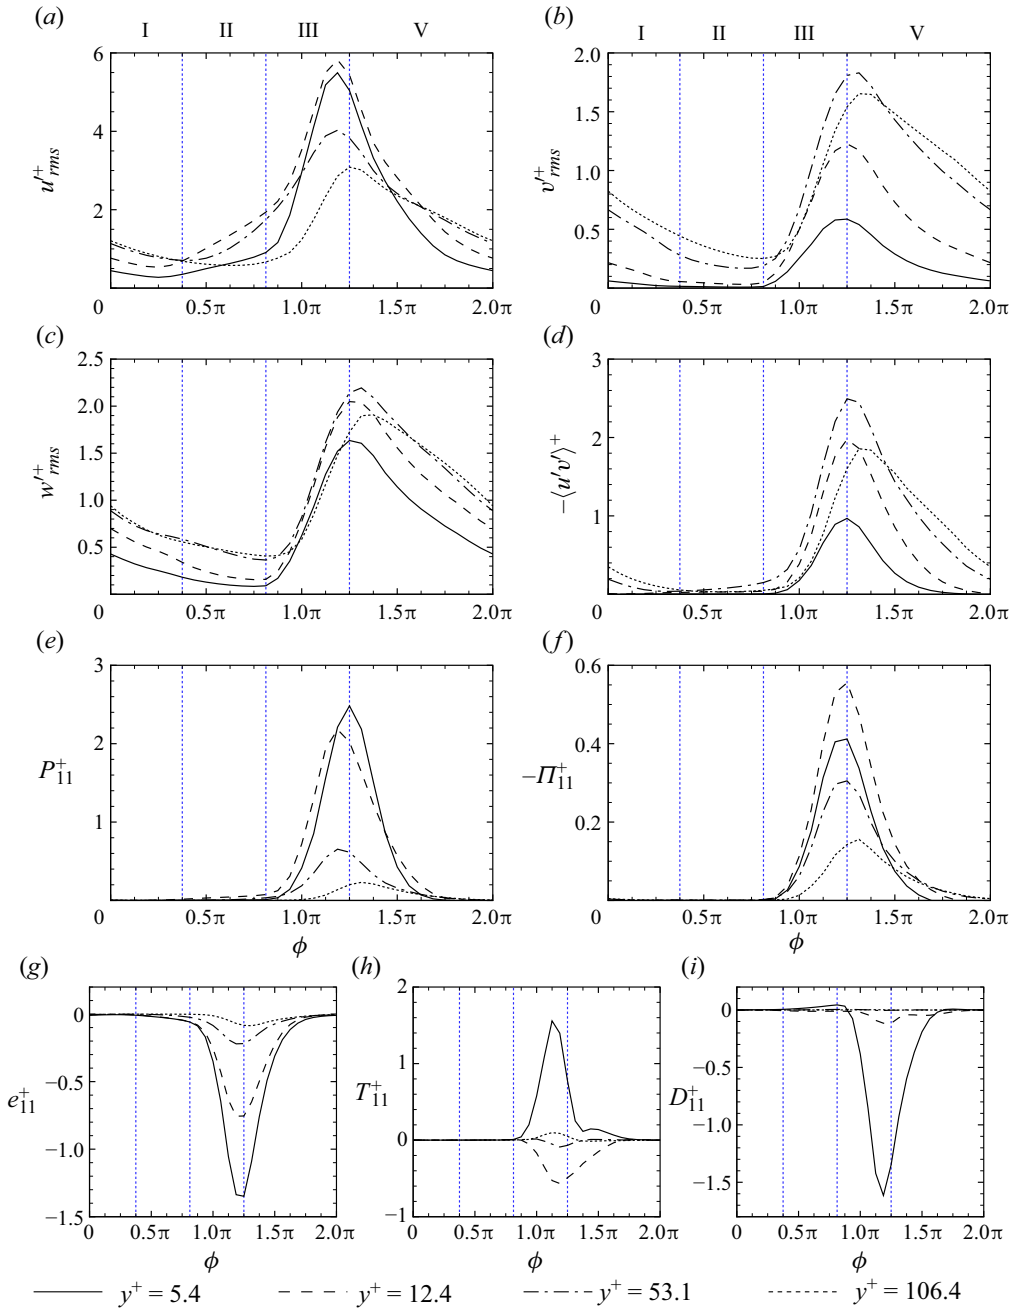 (a)
I II III V
6
4
2
u′⁺rms
0 0.5π 1.0π 1.5π 2.0π
(b)
I II III V
2.0
1.5
1.0
0.5
v′⁺rms
0 0.5π 1.0π 1.5π 2.0π
(c)
2.5
2.0
1.5
1.0
0.5
w′⁺rms
0 0.5π 1.0π 1.5π 2.0π
(d)
3
2
1
−⟨u′v′⟩⁺
0 0.5π 1.0π 1.5π 2.0π
(e)
3
2
1
P⁺11
0 0.5π 1.0π 1.5π 2.0π
ϕ
(f)
0.6
0.4
0.2
−Π⁺11
0 0.5π 1.0π 1.5π 2.0π
ϕ
(g)
0
−0.5
−1.0
−1.5
e⁺11
0 0.5π 1.0π 1.5π 2.0π
ϕ
(h)
2
1
0
−1
T⁺11
0 0.5π 1.0π 1.5π 2.0π
ϕ
(i)
0
−0.5
−1.0
−1.5
D⁺11
0 0.5π 1.0π 1.5π 2.0π
ϕ
y⁺ = 5.4 y⁺ = 12.4 y⁺ = 53.1 y⁺ = 106.4